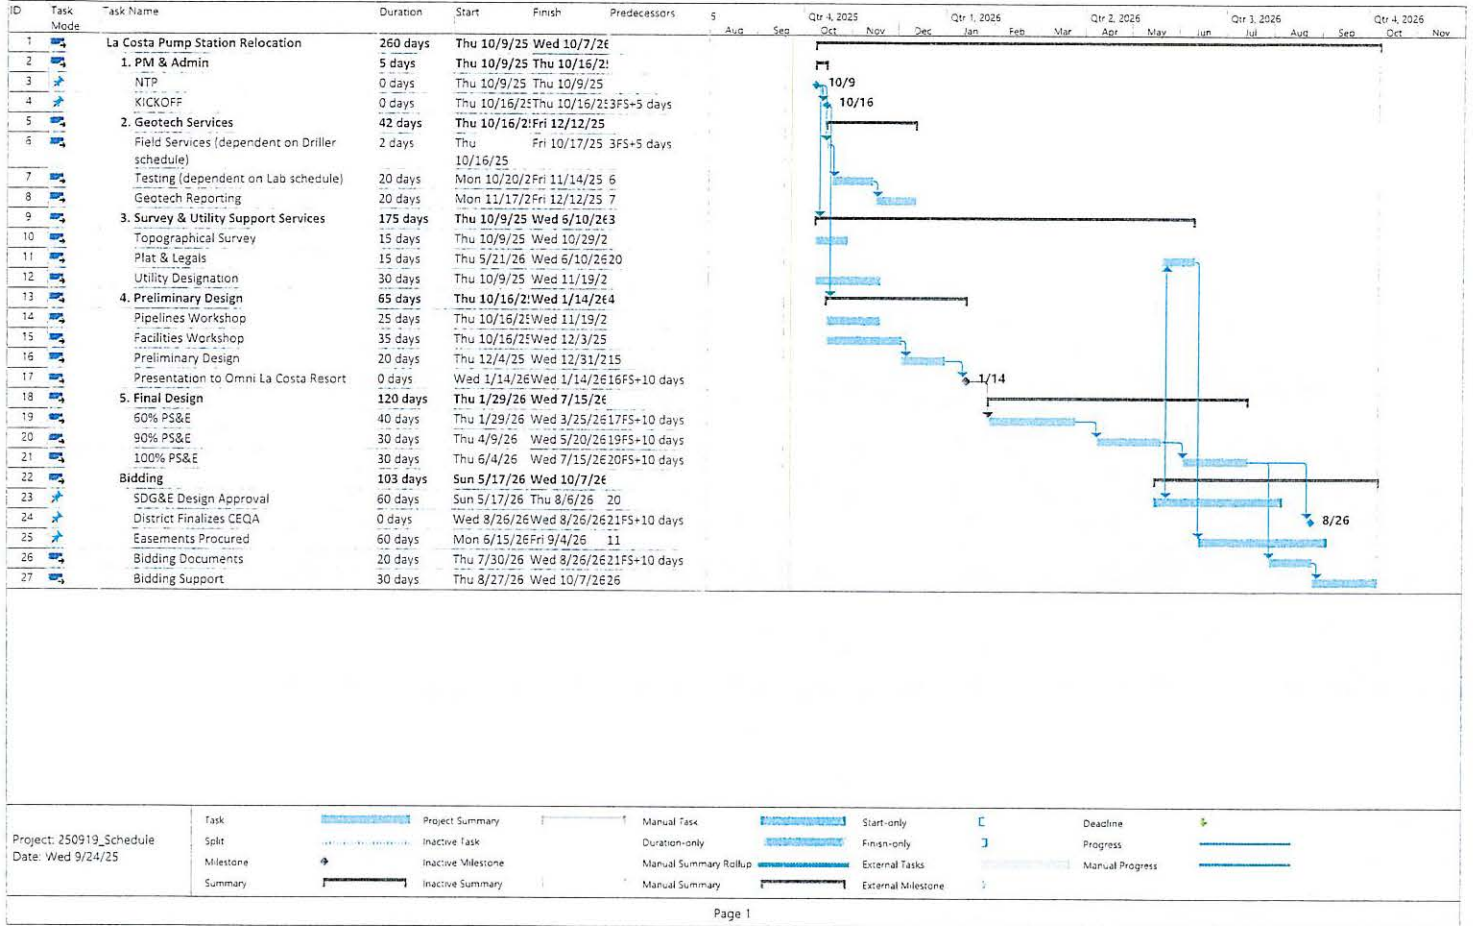 ID Task Mode Task Name Duration Start Finish Predecessors 5 Qtr 4, 2025 Qtr 1, 2026 Qtr 2, 2026 Qtr 3, 2026 Qtr 4, 2026
Aug Sep Oct Nov Dec Jan Feb Mar Apr May Jun Jul Aug Sep Oct Nov
1 La Costa Pump Station Relocation 260 days Thu 10/9/25 Wed 10/7/26
2 1. PM & Admin 5 days Thu 10/9/25 Thu 10/16/2!
3 NTP 0 days Thu 10/9/25 Thu 10/9/25 10/9
4 KICKOFF 0 days Thu 10/16/25 Thu 10/16/25 3FS+5 days 10/16
5 2. Geotech Services 42 days Thu 10/16/2! Fri 12/12/25
6 Field Services (dependent on Driller schedule) 2 days Thu 10/16/25 Fri 10/17/25 3FS+5 days
7 Testing (dependent on Lab schedule) 20 days Mon 10/20/2 Fri 11/14/25 6
8 Geotech Reporting 20 days Mon 11/17/2 Fri 12/12/25 7
9 3. Survey & Utility Support Services 175 days Thu 10/9/25 Wed 6/10/26 3
10 Topographical Survey 15 days Thu 10/9/25 Wed 10/29/2
11 Plat & Legals 15 days Thu 5/21/26 Wed 6/10/26 20
12 Utility Designation 30 days Thu 10/9/25 Wed 11/19/2
13 4. Preliminary Design 65 days Thu 10/16/2! Wed 1/14/26 4
14 Pipelines Workshop 25 days Thu 10/16/25 Wed 11/19/2
15 Facilities Workshop 35 days Thu 10/16/25 Wed 12/3/25
16 Preliminary Design 20 days Thu 12/4/25 Wed 12/31/2 15
17 Presentation to Omni La Costa Resort 0 days Wed 1/14/26 Wed 1/14/26 16FS+10 days 1/14
18 5. Final Design 120 days Thu 1/29/26 Wed 7/15/26
19 60% PS&E 40 days Thu 1/29/26 Wed 3/25/26 17FS+10 days
20 90% PS&E 30 days Thu 4/9/26 Wed 5/20/26 19FS+10 days
21 100% PS&E 30 days Thu 6/4/26 Wed 7/15/26 20FS+10 days
22 Bidding 103 days Sun 5/17/26 Wed 10/7/26
23 SDG&E Design Approval 60 days Sun 5/17/26 Thu 8/6/26 20
24 District Finalizes CEQA 0 days Wed 8/26/26 Wed 8/26/26 21FS+10 days 8/26
25 Easements Procured 60 days Mon 6/15/26 Fri 9/4/26 11
26 Bidding Documents 20 days Thu 7/30/26 Wed 8/26/26 21FS+10 days
27 Bidding Support 30 days Thu 8/27/26 Wed 10/7/26 26
Project: 250919_Schedule
Date: Wed 9/24/25
Task Project Summary Manual Task Start-only Deadline
Split Inactive Task Duration-only Finish-only Progress
Milestone Inactive Milestone Manual Summary Rollup External Tasks Manual Progress
Summary Inactive Summary Manual Summary External Milestone
Page 1